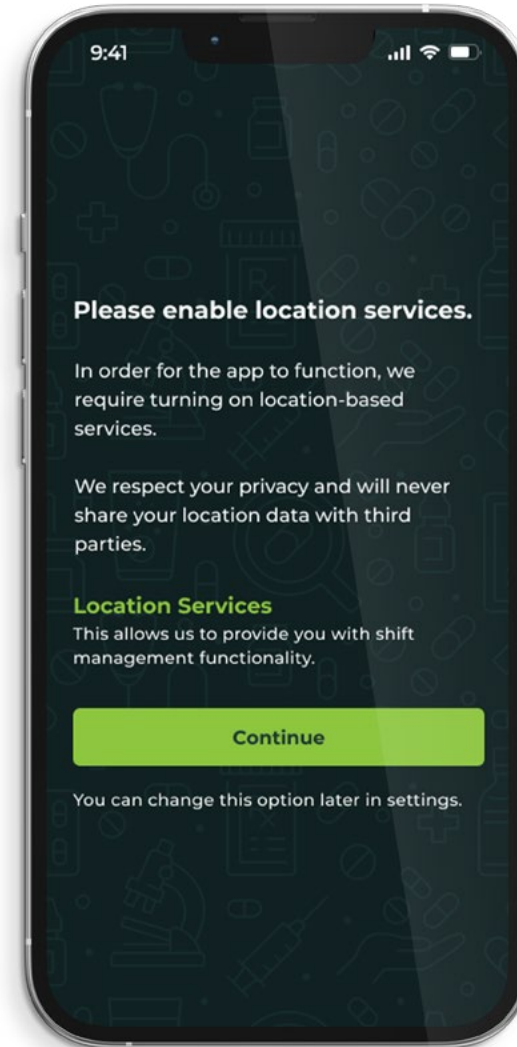 9:41
Please enable location services.
In order for the app to function, we
require turning on location-based
services.
We respect your privacy and will never
share your location data with third
parties.
Location Services
This allows us to provide you with shift
management functionality.
Continue
You can change this option later in settings.